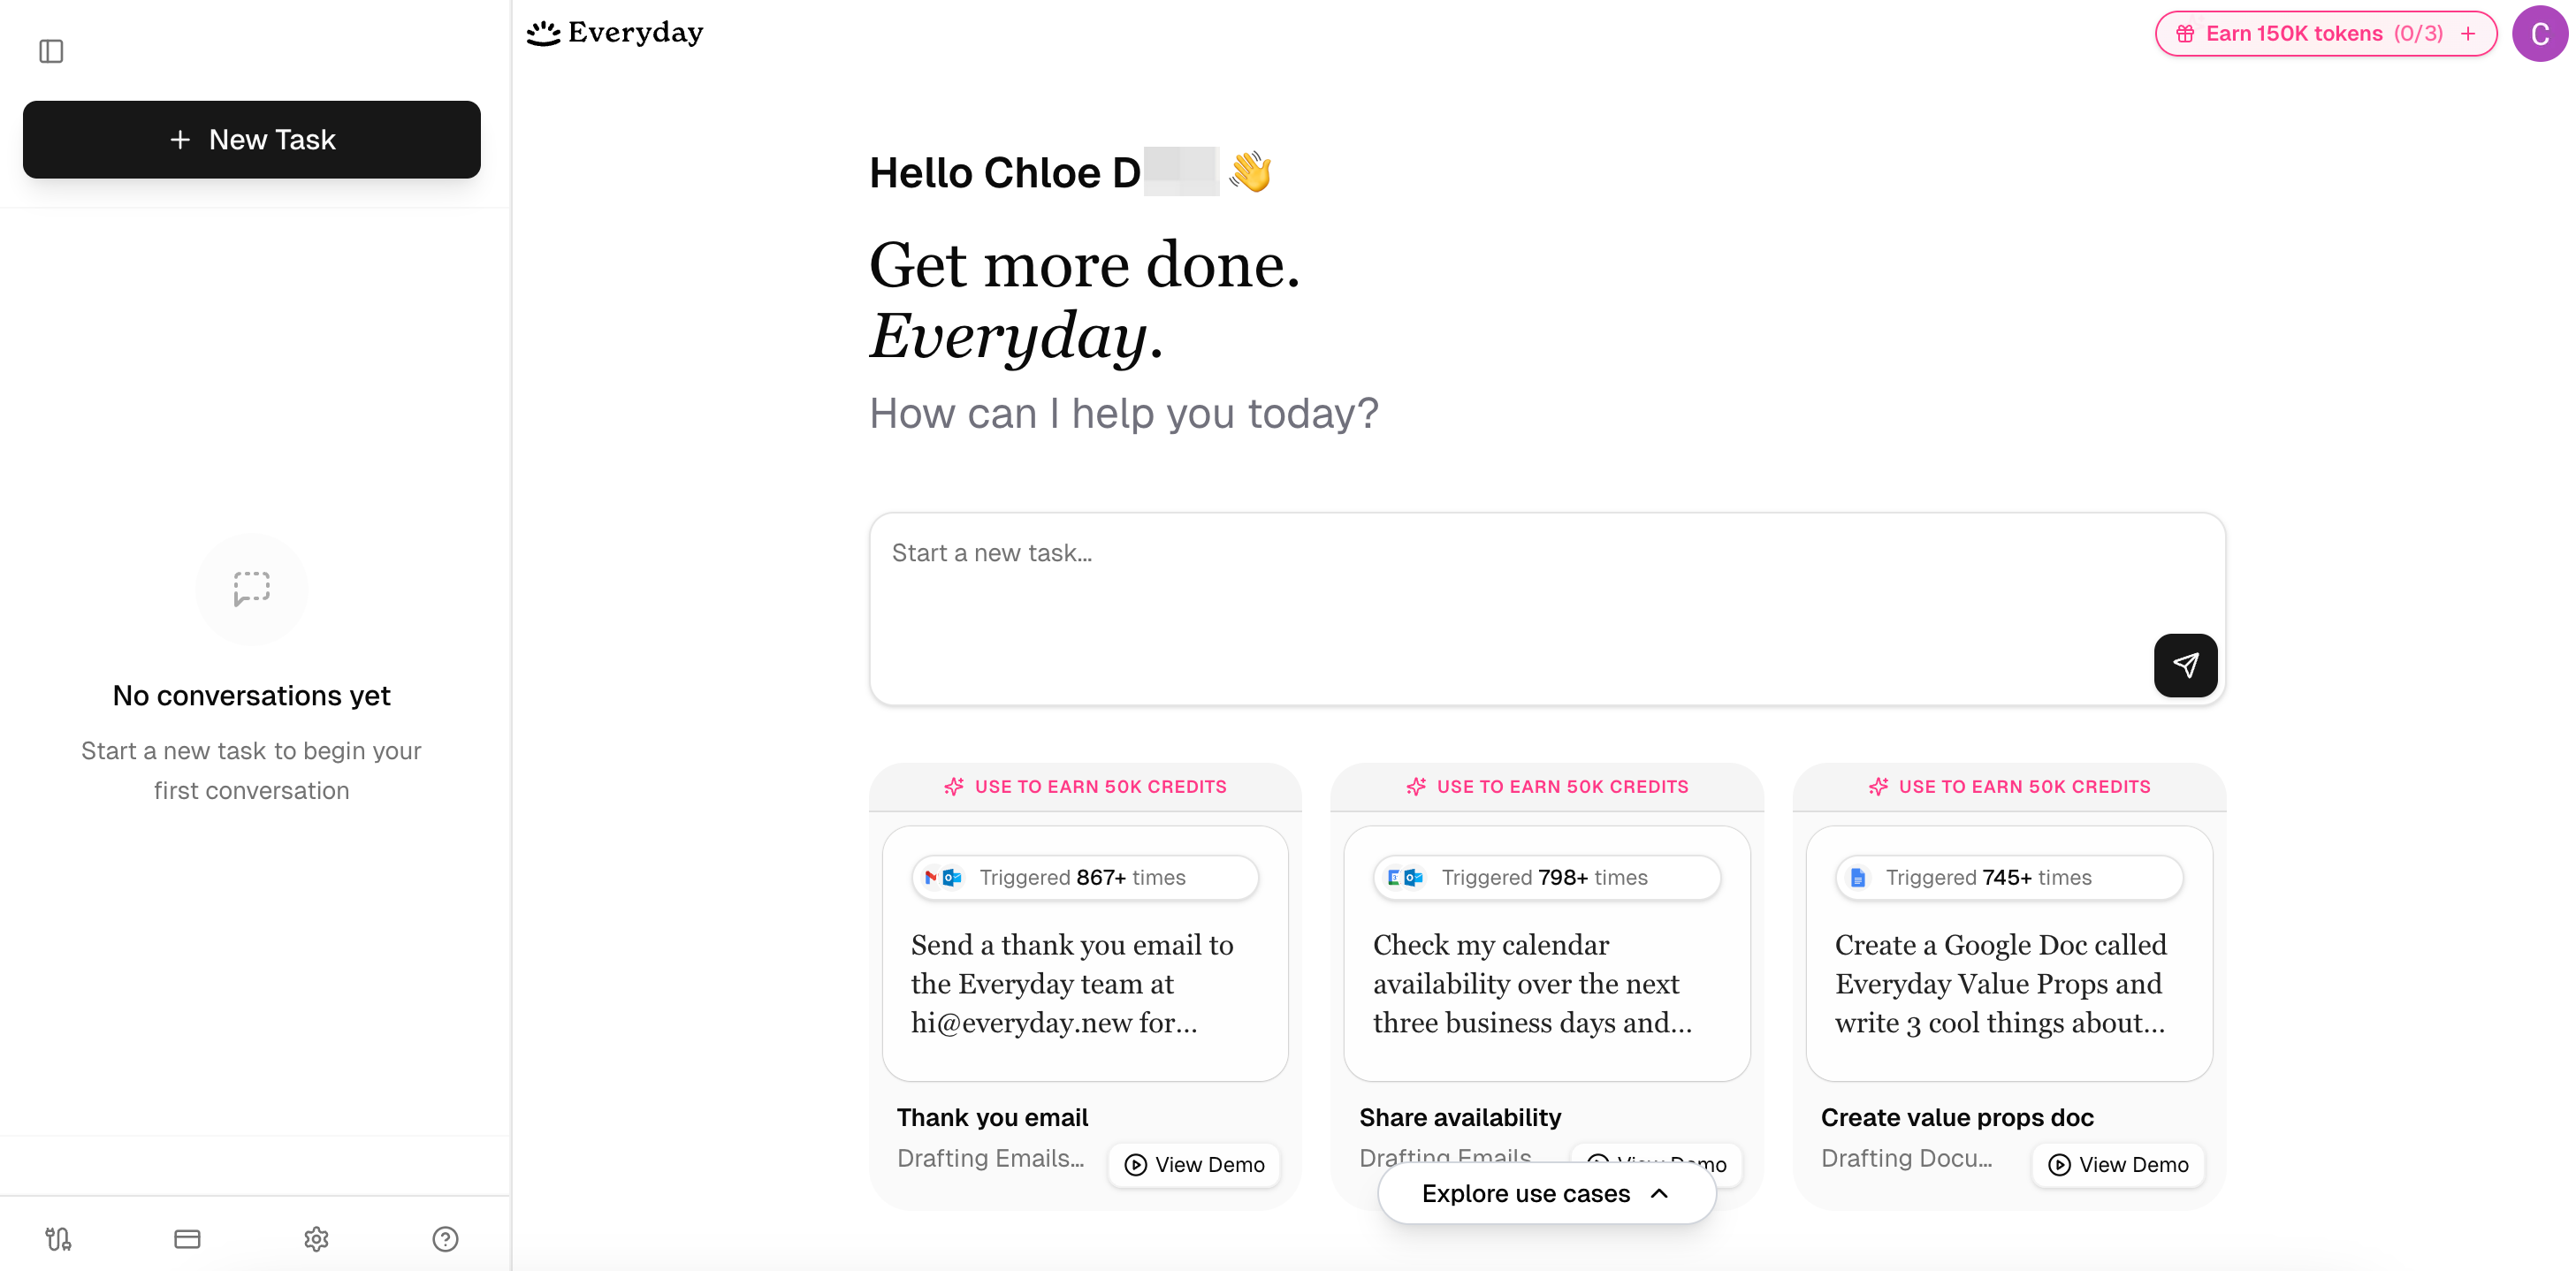 Everyday
Earn 150K tokens (0/3) +
C
+ New Task
Hello Chloe D 👋
Get more done.
Everyday.
How can I help you today?
Start a new task...
No conversations yet
Start a new task to begin your
first conversation
USE TO EARN 50K CREDITS
Triggered 867+ times
Send a thank you email to
the Everyday team at
hi@everyday.new for...
Thank you email
Drafting Emails...
View Demo
USE TO EARN 50K CREDITS
Triggered 798+ times
Check my calendar
availability over the next
three business days and...
Share availability
Drafting Emails
View Demo
USE TO EARN 50K CREDITS
Triggered 745+ times
Create a Google Doc called
Everyday Value Props and
write 3 cool things about...
Create value props doc
Drafting Docu...
View Demo
Explore use cases